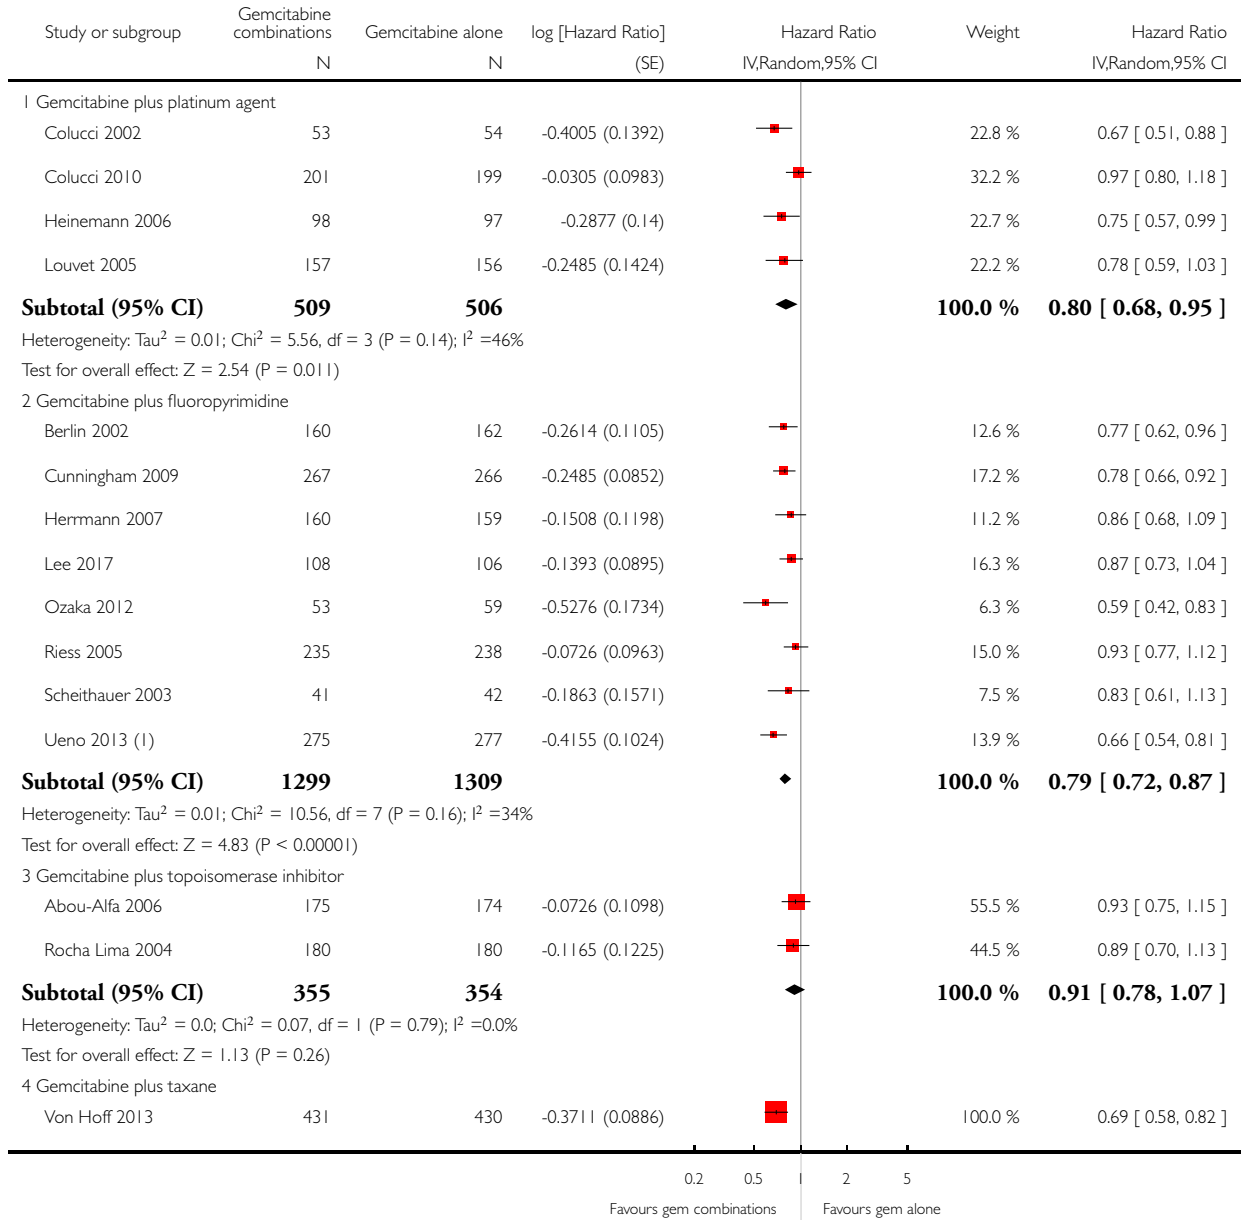 Gemcitabine
Study or subgroup combinations Gemcitabine alone log [Hazard Ratio] Hazard Ratio Weight Hazard Ratio
N N (SE) IV,Random,95% CI IV,Random,95% CI
1 Gemcitabine plus platinum agent
Colucci 2002 53 54 -0.4005 (0.1392) 22.8 % 0.67 [ 0.51, 0.88 ]
Colucci 2010 201 199 -0.0305 (0.0983) 32.2 % 0.97 [ 0.80, 1.18 ]
Heinemann 2006 98 97 -0.2877 (0.14) 22.7 % 0.75 [ 0.57, 0.99 ]
Louvet 2005 157 156 -0.2485 (0.1424) 22.2 % 0.78 [ 0.59, 1.03 ]
Subtotal (95% CI) 509 506 100.0 % 0.80 [ 0.68, 0.95 ]
Heterogeneity: Tau² = 0.01; Chi² = 5.56, df = 3 (P = 0.14); I² =46%
Test for overall effect: Z = 2.54 (P = 0.011)
2 Gemcitabine plus fluoropyrimidine
Berlin 2002 160 162 -0.2614 (0.1105) 12.6 % 0.77 [ 0.62, 0.96 ]
Cunningham 2009 267 266 -0.2485 (0.0852) 17.2 % 0.78 [ 0.66, 0.92 ]
Herrmann 2007 160 159 -0.1508 (0.1198) 11.2 % 0.86 [ 0.68, 1.09 ]
Lee 2017 108 106 -0.1393 (0.0895) 16.3 % 0.87 [ 0.73, 1.04 ]
Ozaka 2012 53 59 -0.5276 (0.1734) 6.3 % 0.59 [ 0.42, 0.83 ]
Riess 2005 235 238 -0.0726 (0.0963) 15.0 % 0.93 [ 0.77, 1.12 ]
Scheithauer 2003 41 42 -0.1863 (0.1571) 7.5 % 0.83 [ 0.61, 1.13 ]
Ueno 2013 (1) 275 277 -0.4155 (0.1024) 13.9 % 0.66 [ 0.54, 0.81 ]
Subtotal (95% CI) 1299 1309 100.0 % 0.79 [ 0.72, 0.87 ]
Heterogeneity: Tau² = 0.01; Chi² = 10.56, df = 7 (P = 0.16); I² =34%
Test for overall effect: Z = 4.83 (P < 0.00001)
3 Gemcitabine plus topoisomerase inhibitor
Abou-Alfa 2006 175 174 -0.0726 (0.1098) 55.5 % 0.93 [ 0.75, 1.15 ]
Rocha Lima 2004 180 180 -0.1165 (0.1225) 44.5 % 0.89 [ 0.70, 1.13 ]
Subtotal (95% CI) 355 354 100.0 % 0.91 [ 0.78, 1.07 ]
Heterogeneity: Tau² = 0.0; Chi² = 0.07, df = 1 (P = 0.79); I² =0.0%
Test for overall effect: Z = 1.13 (P = 0.26)
4 Gemcitabine plus taxane
Von Hoff 2013 431 430 -0.3711 (0.0886) 100.0 % 0.69 [ 0.58, 0.82 ]
0.2 0.5 1 2 5
Favours gem combinations Favours gem alone